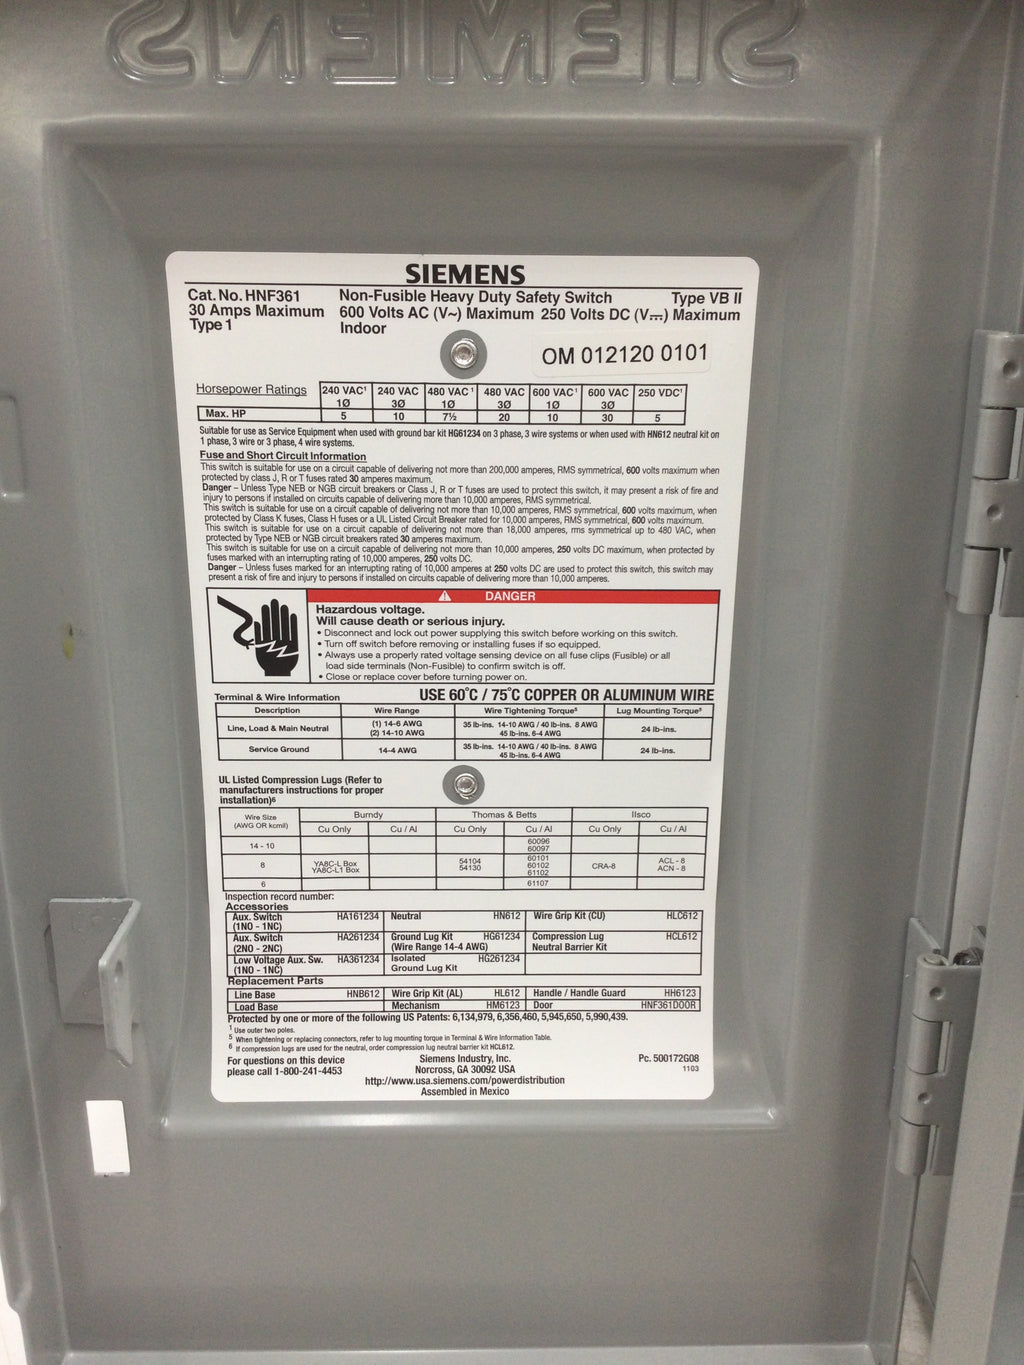 SIEMENS
SIEMENS
Cat. No. HNF361 Non-Fusible Heavy Duty Safety Switch Type VB II
30 Amps Maximum 600 Volts AC (V~) Maximum 250 Volts DC (V⎓) Maximum
Type 1 Indoor
OM 012120 0101
Horsepower Ratings 240 VAC¹ 1Ø 240 VAC 3Ø 480 VAC¹ 1Ø 480 VAC 3Ø 600 VAC¹ 1Ø 600 VAC 3Ø 250 VDC¹
Max. HP 5 10 7½ 20 10 30 5
Suitable for use as Service Equipment when used with ground bar kit HG61234 on 3 phase, 3 wire systems or when used with HN612 neutral kit on
1 phase, 3 wire or 3 phase, 4 wire systems.
Fuse and Short Circuit Information
This switch is suitable for use on a circuit capable of delivering not more than 200,000 amperes, RMS symmetrical, 600 volts maximum when
protected by class J, R or T fuses rated 30 amperes maximum.
Danger – Unless Type NEB or NGB circuit breakers or Class J, R or T fuses are used to protect this switch, it may present a risk of fire and
injury to persons if installed on circuits capable of delivering more than 10,000 amperes, RMS symmetrical.
This switch is suitable for use on a circuit capable of delivering not more than 10,000 amperes, RMS symmetrical, 600 volts maximum, when
protected by Class K fuses, Class H fuses or a UL Listed Circuit Breaker rated for 10,000 amperes, RMS symmetrical, 600 volts maximum.
This switch is suitable for use on a circuit capable of delivering not more than 18,000 amperes, rms symmetrical up to 480 VAC, when
protected by Type NEB or NGB circuit breakers rated 30 amperes maximum.
This switch is suitable for use on a circuit capable of delivering not more than 10,000 amperes, 250 volts DC maximum, when protected by
fuses marked with an interrupting rating of 10,000 amperes, 250 volts DC.
Danger – Unless fuses marked for an interrupting rating of 10,000 amperes at 250 volts DC are used to protect this switch, this switch may
present a risk of fire and injury to persons if installed on circuits capable of delivering more than 10,000 amperes.
DANGER
Hazardous voltage.
Will cause death or serious injury.
• Disconnect and lock out power supplying this switch before working on this switch.
• Turn off switch before removing or installing fuses if so equipped.
• Always use a properly rated voltage sensing device on all fuse clips (Fusible) or all
load side terminals (Non-Fusible) to confirm switch is off.
• Close or replace cover before turning power on.
Terminal & Wire Information USE 60°C / 75°C COPPER OR ALUMINUM WIRE
Description Wire Range Wire Tightening Torque⁵ Lug Mounting Torque⁵
Line, Load & Main Neutral (1) 14-6 AWG (2) 14-10 AWG 35 lb-ins. 14-10 AWG / 40 lb-ins. 8 AWG 45 lb-ins. 6-4 AWG 24 lb-ins.
Service Ground 14-4 AWG 35 lb-ins. 14-10 AWG / 40 lb-ins. 8 AWG 45 lb-ins. 6-4 AWG 24 lb-ins.
UL Listed Compression Lugs (Refer to
manufacturers instructions for proper
installation)⁶
Wire Size (AWG OR kcmil) Burndy Thomas & Betts Ilsco
Cu Only Cu / Al Cu Only Cu / Al Cu Only Cu / Al
14 - 10 60096 60097
8 YA8C-L Box YA8C-L1 Box 54104 54130 60101 60102 61102 CRA-8 ACL - 8 ACN - 8
6 61107
Inspection record number:
Accessories
Aux. Switch (1NO - 1NC) HA161234 Neutral HN612 Wire Grip Kit (CU) HLC612
Aux. Switch (2NO - 2NC) HA261234 Ground Lug Kit (Wire Range 14-4 AWG) HG61234 Compression Lug Neutral Barrier Kit HCL612
Low Voltage Aux. Sw. (1NO - 1NC) HA361234 Isolated Ground Lug Kit HG261234
Replacement Parts
Line Base HNB612 Wire Grip Kit (AL) HL612 Handle / Handle Guard HH6123
Load Base Mechanism HM6123 Door HNF361DOOR
Protected by one or more of the following US Patents: 6,134,979, 6,356,460, 5,945,650, 5,990,439.
¹ Use outer two poles.
⁵ When tightening or replacing connectors, refer to lug mounting torque in Terminal & Wire Information Table.
⁶ If compression lugs are used for the neutral, order compression lug neutral barrier kit HCL612.
For questions on this device Siemens Industry, Inc. Pc. 500172G08
please call 1-800-241-4453 Norcross, GA 30092 USA 1103
http://www.usa.siemens.com/powerdistribution
Assembled in Mexico